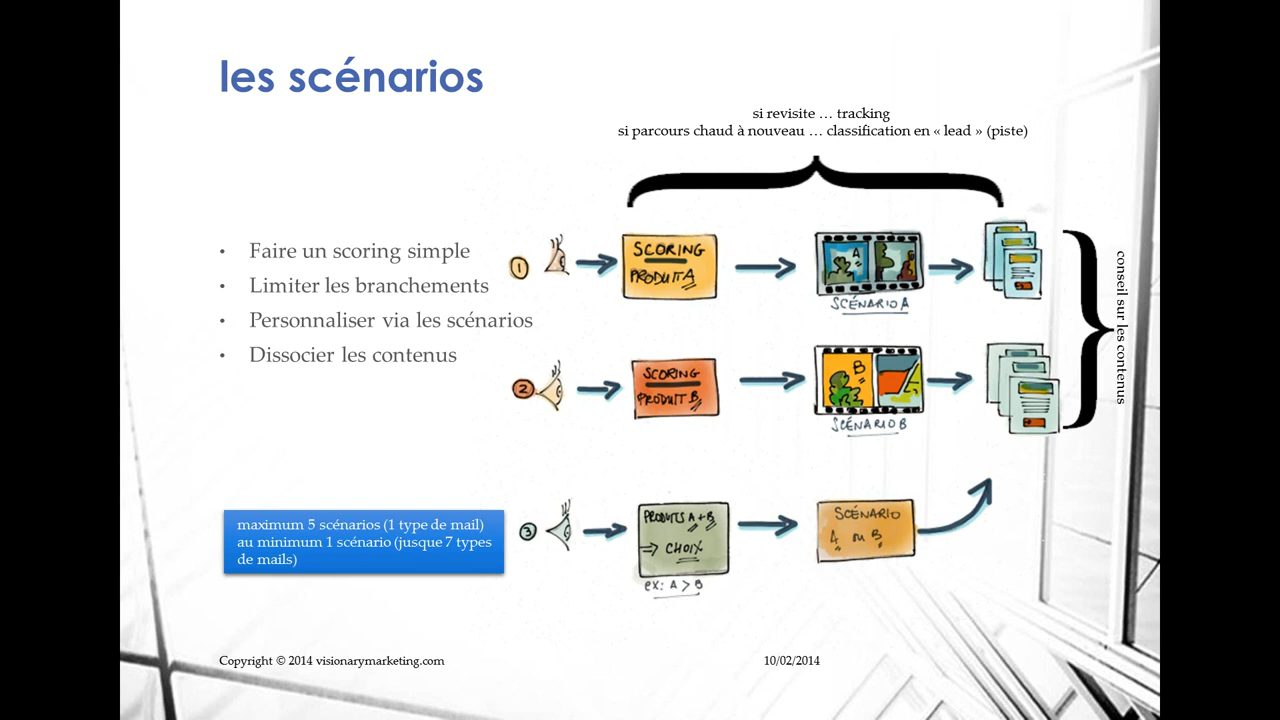 les scénarios
si revisite … tracking
si parcours chaud à nouveau … classification en « lead » (piste)
• Faire un scoring simple
• Limiter les branchements
• Personnaliser via les scénarios
• Dissocier les contenus
1
SCORING
PRODUIT A
A
SCÉNARIO A
conseil sur les contenus
2
SCORING
PRODUIT B
B
SCÉNARIO B
maximum 5 scénarios (1 type de mail)
au minimum 1 scénario (jusque 7 types
de mails)
3
PRODUITS A+B
⇒ CHOIX
ex: A > B
SCÉNARIO
A ou B
Copyright © 2014 visionarymarketing.com
10/02/2014